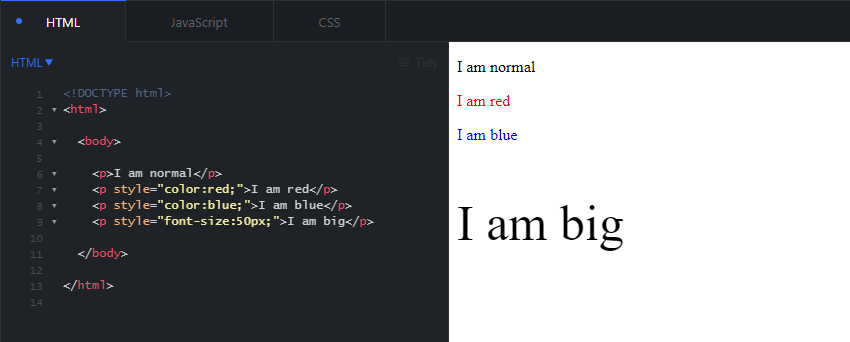 HTML JavaScript CSS
HTML ▼ Tidy
1 <!DOCTYPE html>
2 <html>
3
4 <body>
5
6 <p>I am normal</p>
7 <p style="color:red;">I am red</p>
8 <p style="color:blue;">I am blue</p>
9 <p style="font-size:50px;">I am big</p>
10
11 </body>
12
13 </html>
14
I am normal
I am red
I am blue
I am big